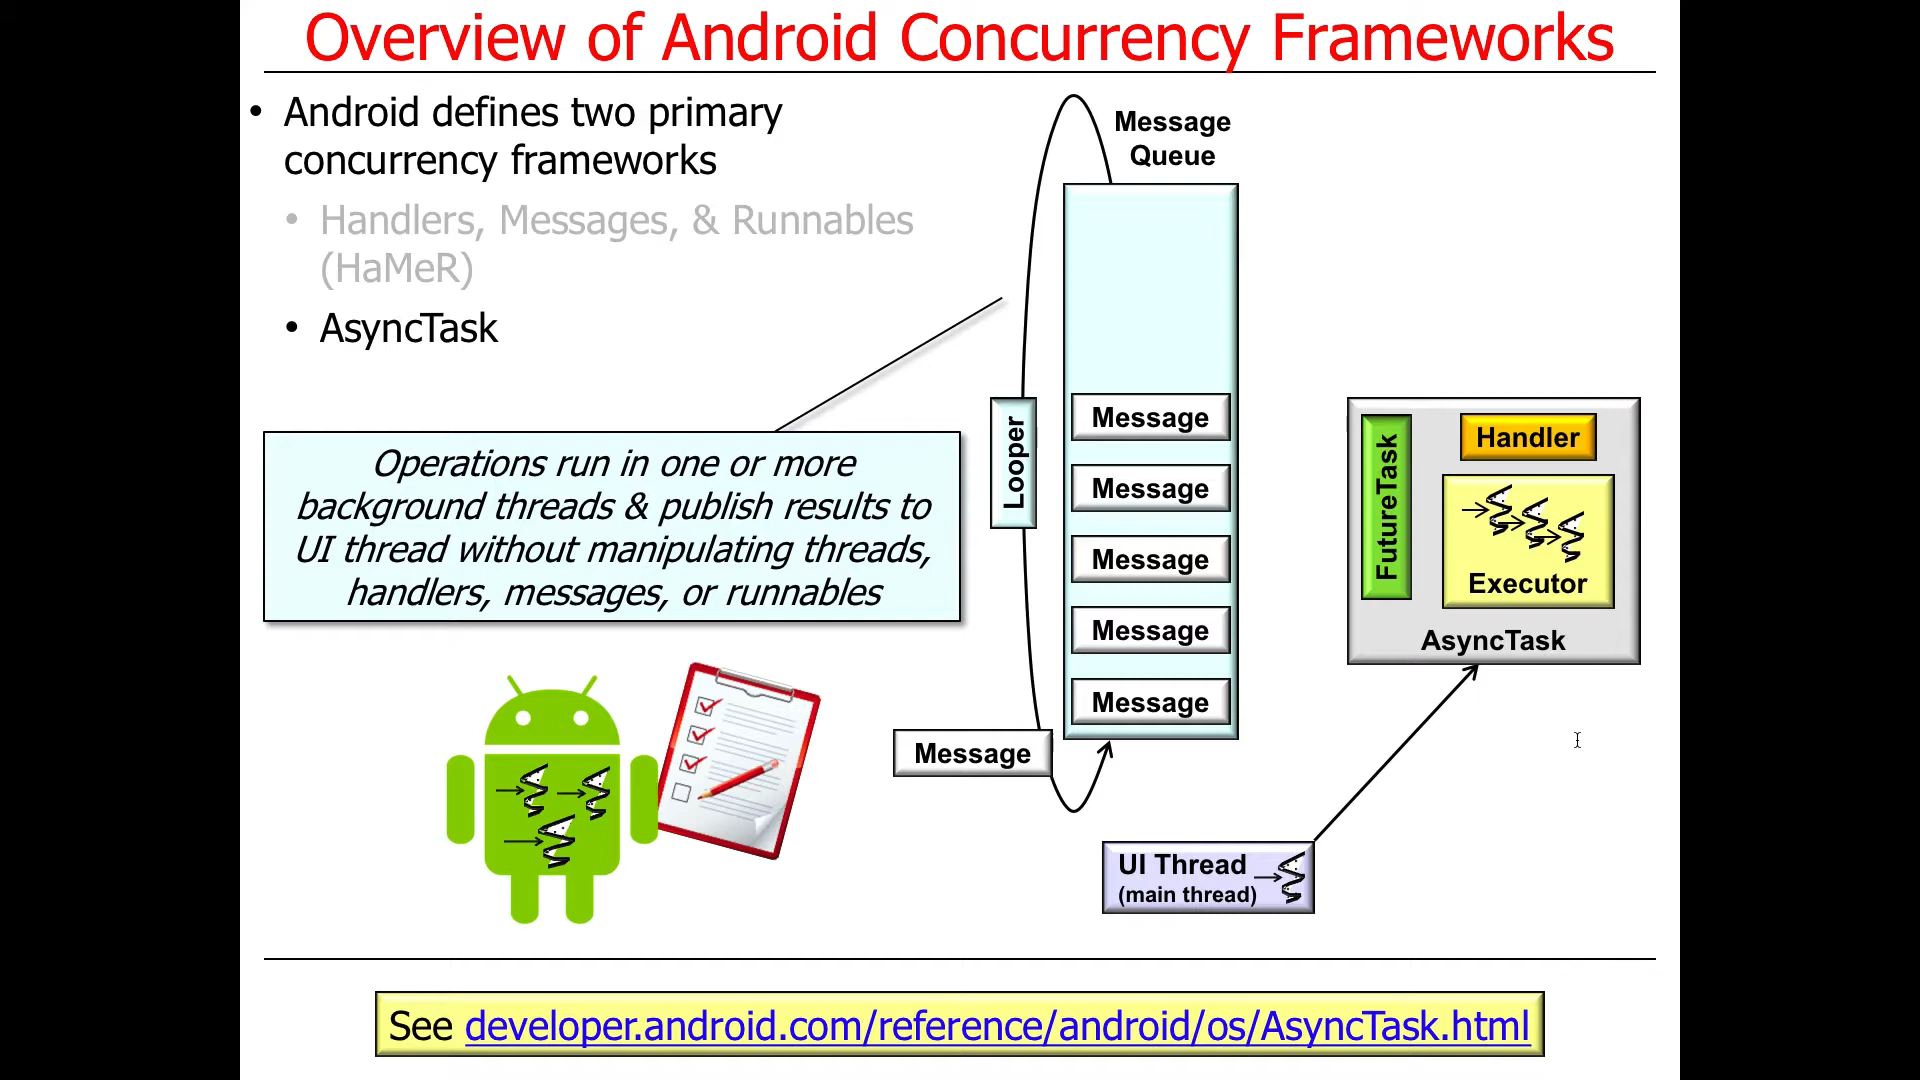 Overview of Android Concurrency Frameworks
• Android defines two primary
concurrency frameworks
• Handlers, Messages, & Runnables
(HaMeR)
• AsyncTask
Operations run in one or more
background threads & publish results to
UI thread without manipulating threads,
handlers, messages, or runnables
Message
Queue
Looper
Message
Message
Message
Message
Message
Message
FutureTask
Handler
Executor
AsyncTask
UI Thread
(main thread)
See developer.android.com/reference/android/os/AsyncTask.html